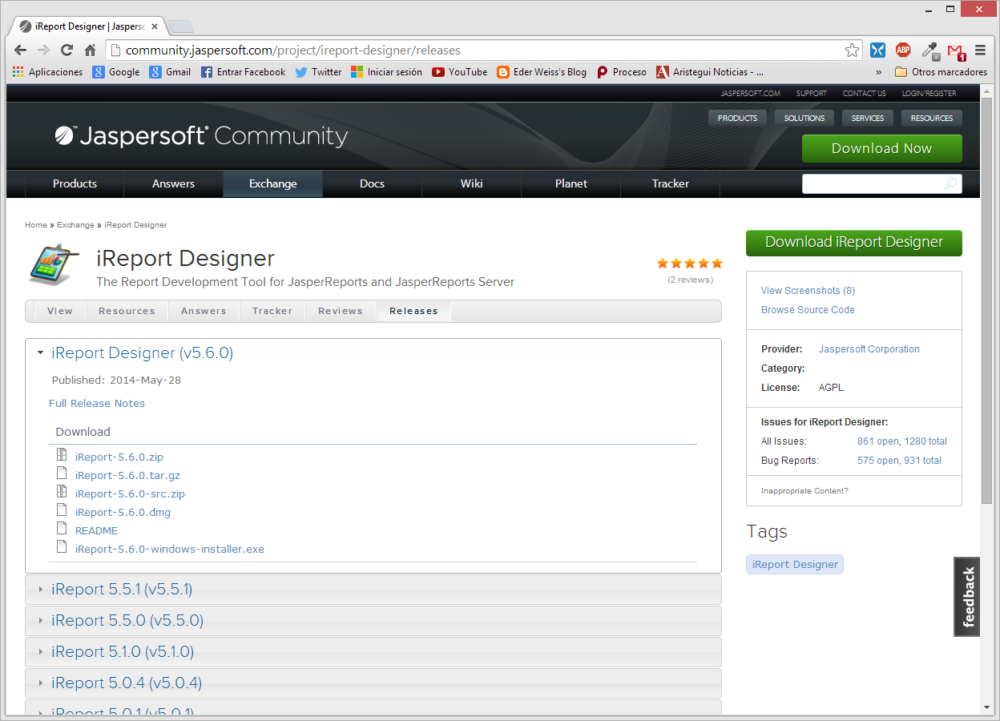 iReport Designer | Jaspersc
community.jaspersoft.com/project/ireport-designer/releases
ABP
1
Aplicaciones
Google
Gmail
Entrar Facebook
Twitter
Iniciar sesión
YouTube
Eder Weiss's Blog
Proceso
Aristegui Noticias - ...
»
Otros marcadores
JASPERSOFT.COM SUPPORT CONTACT US LOGIN/REGISTER
PRODUCTS SOLUTIONS SERVICES RESOURCES
Jaspersoft Community
Download Now
Products Answers Exchange Docs Wiki Planet Tracker
Home » Exchange » iReport Designer
iReport Designer
The Report Development Tool for JasperReports and JasperReports Server
(2 reviews)
View Resources Answers Tracker Reviews Releases
iReport Designer (v5.6.0)
Published: 2014-May-28
Full Release Notes
Download
iReport-5.6.0.zip
iReport-5.6.0.tar.gz
iReport-5.6.0-src.zip
iReport-5.6.0.dmg
README
iReport-5.6.0-windows-installer.exe
iReport 5.5.1 (v5.5.1)
iReport 5.5.0 (v5.5.0)
iReport 5.1.0 (v5.1.0)
iReport 5.0.4 (v5.0.4)
iReport 5.0.1 (v5.0.1)
Download iReport Designer
View Screenshots (8)
Browse Source Code
Provider: Jaspersoft Corporation
Category:
License: AGPL
Issues for iReport Designer:
All Issues: 861 open, 1280 total
Bug Reports: 575 open, 931 total
Inappropriate Content?
Tags
iReport Designer
feedback